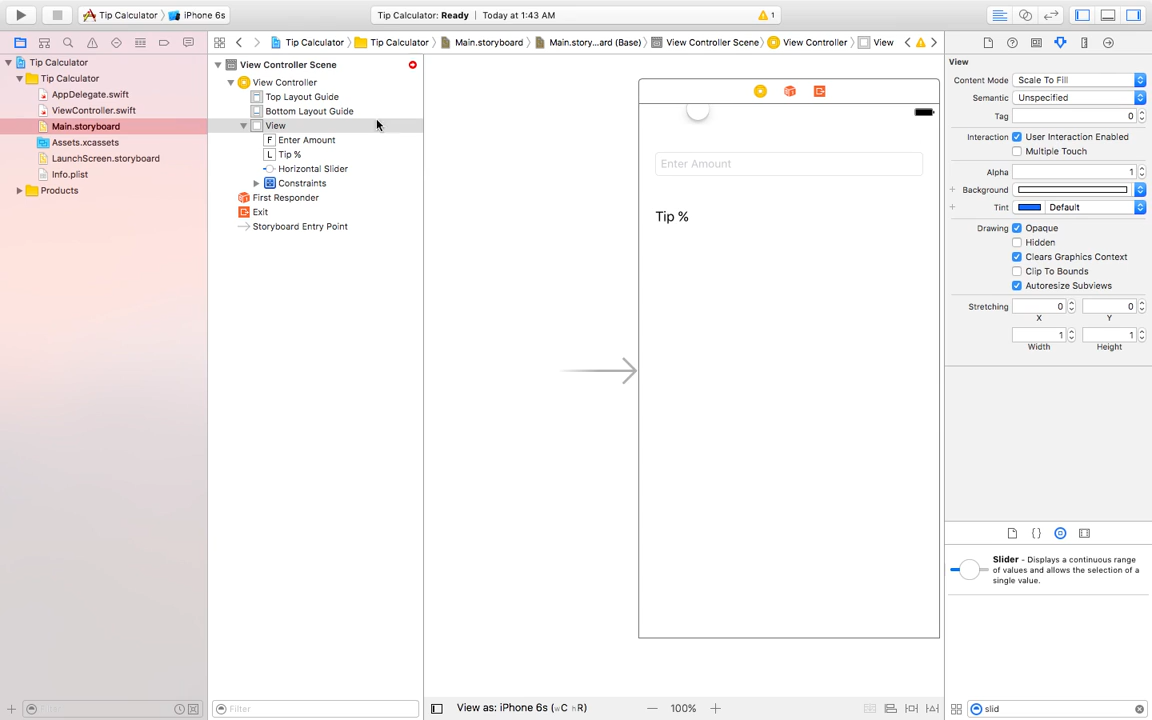 Tip Calculator
iPhone 6s
Tip Calculator: Ready
Today at 1:43 AM
1
Tip Calculator
Tip Calculator
Main.storyboard
Main.story...ard (Base)
View Controller Scene
View Controller
View
Tip Calculator
Tip Calculator
AppDelegate.swift
ViewController.swift
Main.storyboard
Assets.xcassets
LaunchScreen.storyboard
Info.plist
Products
Filter
View Controller Scene
View Controller
Top Layout Guide
Bottom Layout Guide
View
F Enter Amount
L Tip %
Horizontal Slider
Constraints
First Responder
Exit
Storyboard Entry Point
Filter
Enter Amount
Tip %
View as: iPhone 6s (wC hR)
100%
View
Content Mode Scale To Fill
Semantic Unspecified
Tag 0
Interaction User Interaction Enabled
Multiple Touch
Alpha 1
Background
Tint Default
Drawing Opaque
Hidden
Clears Graphics Context
Clip To Bounds
Autoresize Subviews
Stretching 0 0
X Y
1 1
Width Height
Slider - Displays a continuous range
of values and allows the selection of a
single value.
slid